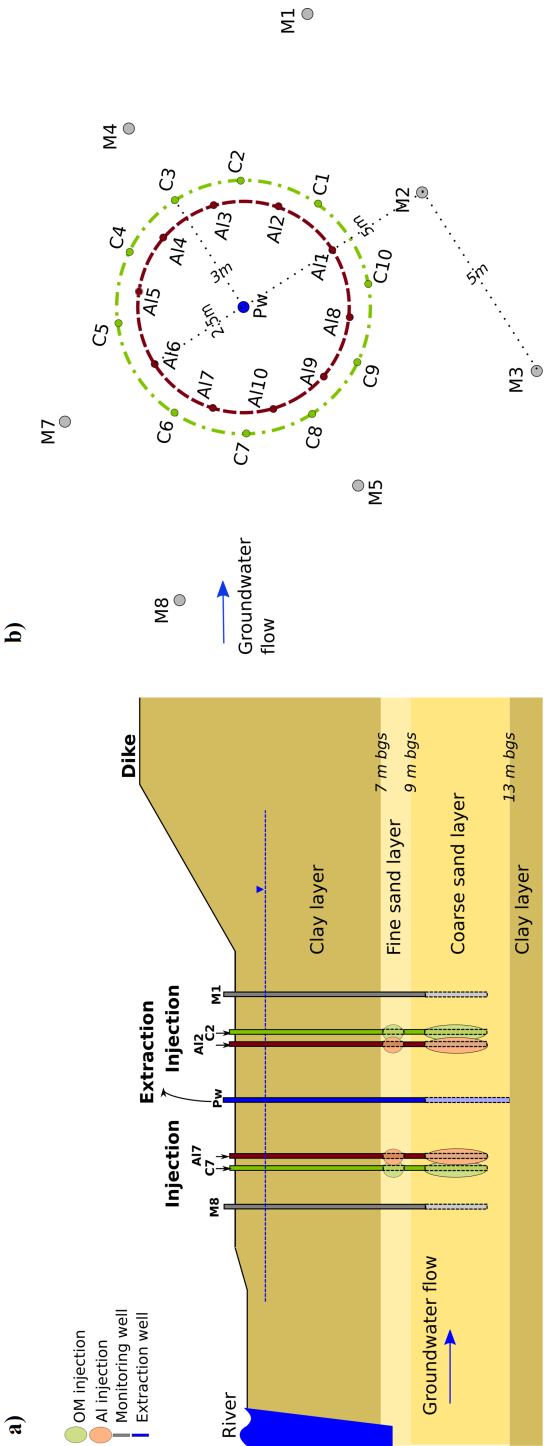 a)
OM injection
Al injection
Monitoring well
Extraction well
River
Dike
Extraction
Injection
Injection
M8
C7
Al7
Pw
Al2
C2
M1
Clay layer
7 m bgs
Fine sand layer
9 m bgs
Coarse sand layer
Groundwater flow
13 m bgs
Clay layer
b)
M7
M4
M1
M8
C5
C4
C3
C2
C1
C6
C7
C8
C9
C10
Al5
Al4
Al3
Al2
Al1
Al6
Al7
Al10
Al9
Al8
3m
2.5m
Pw
5m
M2
5m
M3
M5
Groundwater
flow